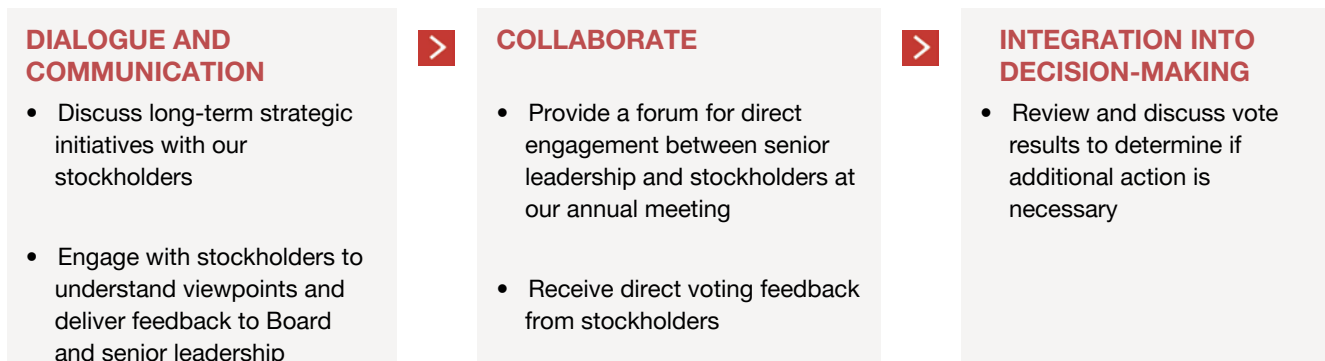 DIALOGUE AND
COMMUNICATION
• Discuss long-term strategic
initiatives with our
stockholders
• Engage with stockholders to
understand viewpoints and
deliver feedback to Board
and senior leadership
COLLABORATE
• Provide a forum for direct
engagement between senior
leadership and stockholders at
our annual meeting
• Receive direct voting feedback
from stockholders
INTEGRATION INTO
DECISION-MAKING
• Review and discuss vote
results to determine if
additional action is
necessary